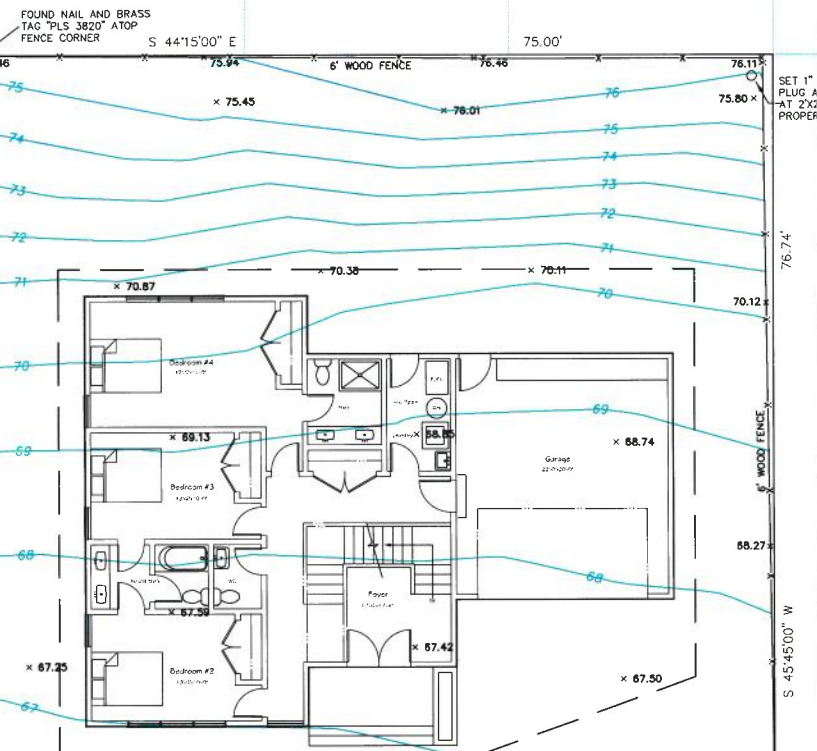 FOUND NAIL AND BRASS
TAG "PLS 3820" ATOP
FENCE CORNER
S 44°15'00" E
75.00'
46
75.94
6' WOOD FENCE
76.46
76.11
SET 1"
PLUG A
AT 2'X2
PROPER
75
75.45
76.01
76
75.80
75
74
74
73
73
72
72
71
76.74'
71
70.87
70.38
70.11
70
70.12
70
Bedroom #4
69
69.13
68.85
68.74
69
Garage
6' WOOD FENCE
Bedroom #3
68
68
68.27
Foyer
67.59
67.42
67.25
67.50
Bedroom #2
S 45°45'00" W
67